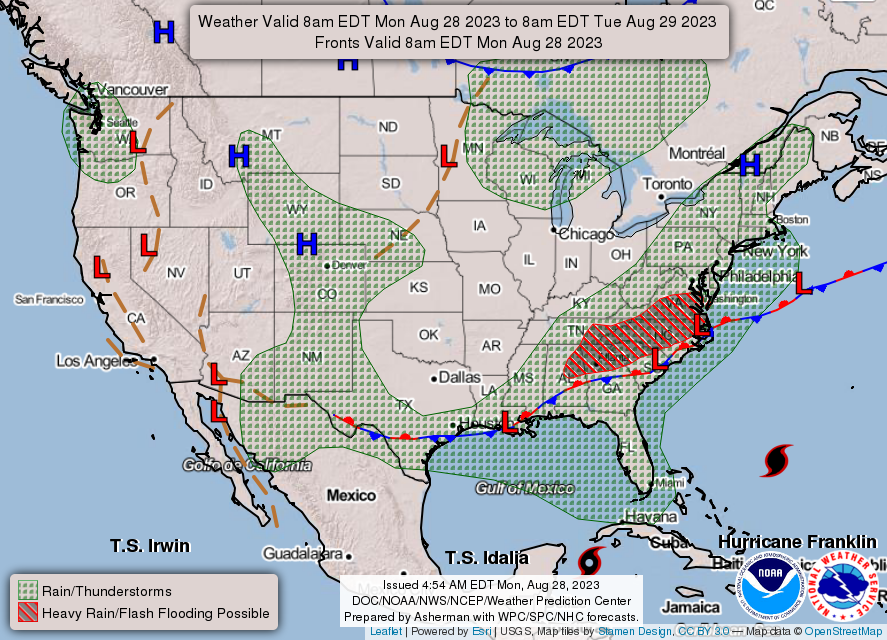 Weather Valid 8am EDT Mon Aug 28 2023 to 8am EDT Tue Aug 29 2023
Fronts Valid 8am EDT Mon Aug 28 2023
QC
H
H
Vancouver
Seattle
L
MT
ND
MN
L
NB
Montréal
H
H
OR
ID
SD
WI
MI
Toronto
NH
NS
WY
NY
Boston
L
L
H
NE
IA
Chicago
PA
New York
NV
UT
Denver
IL
IN
OH
Philadelphia
L
San Francisco
CO
KS
MO
KY
VA
Washington
CA
TN
NC
L
Los Angeles
AZ
NM
OK
AR
Atlanta
L
L
Dallas
MS
AL
GA
LA
TX
L
Houston
L
FL
Golfo de California
Gulf of Mexico
Miami
Mexico
Havana
T.S. Irwin
Guadalajara
T.S. Idalia
Cuba
Hurricane Franklin
Rain/Thunderstorms
Heavy Rain/Flash Flooding Possible
Issued 4:54 AM EDT Mon, Aug 28, 2023
DOC/NOAA/NWS/NCEP/Weather Prediction Center
Prepared by Asherman with WPC/SPC/NHC forecasts.
Jamaica
NOAA
NATIONAL WEATHER SERVICE
Leaflet | Powered by Esri | USGS, Map tiles by Stamen Design, CC BY 3.0 — Map data © OpenStreetMap